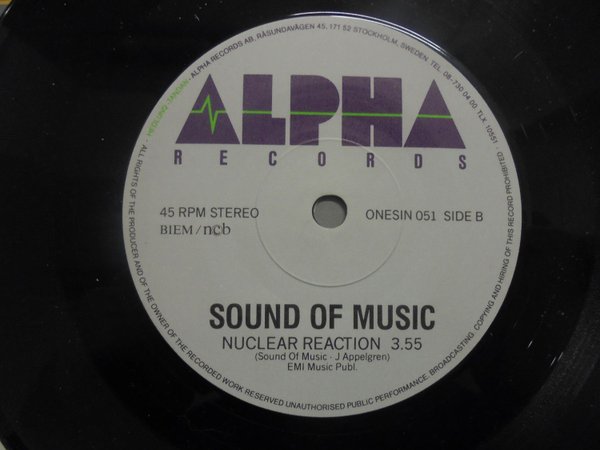 HEDLUND-JANSAN · ALPHA RECORDS AB, RÅSUNDAVÄGEN 45, 171 52 STOCKHOLM, SWEDEN. TEL 08-730 04 00. TLX. 10551 ·
ALPHA
RECORDS
45 RPM STEREO
BIEM/ncb
ONESIN 051 SIDE B
SOUND OF MUSIC
NUCLEAR REACTION 3.55
(Sound Of Music · J Appelgren)
EMI Music Publ.
ALL RIGHTS OF THE PRODUCER AND OF THE OWNER OF THE RECORDED WORK RESERVED UNAUTHORISED PUBLIC PERFORMANCE, BROADCASTING, COPYING AND HIRING OF THIS RECORD PROHIBITED ·